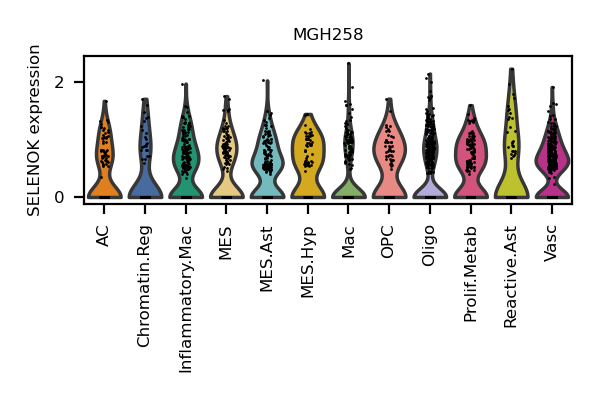 MGH258
SELENOK expression
2
0
AC
Chromatin.Reg
Inflammatory.Mac
MES
MES.Ast
MES.Hyp
Mac
OPC
Oligo
Prolif.Metab
Reactive.Ast
Vasc